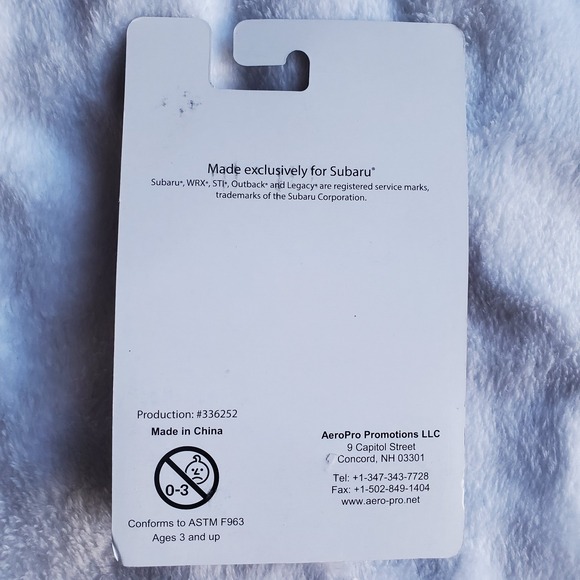 Made exclusively for Subaru®
Subaru®, WRX®, STI®, Outback® and Legacy® are registered service marks,
trademarks of the Subaru Corporation.
Production: #336252
Made in China
0-3
Conforms to ASTM F963
Ages 3 and up
AeroPro Promotions LLC
9 Capitol Street
Concord, NH 03301
Tel: +1-347-343-7728
Fax: +1-502-849-1404
www.aero-pro.net